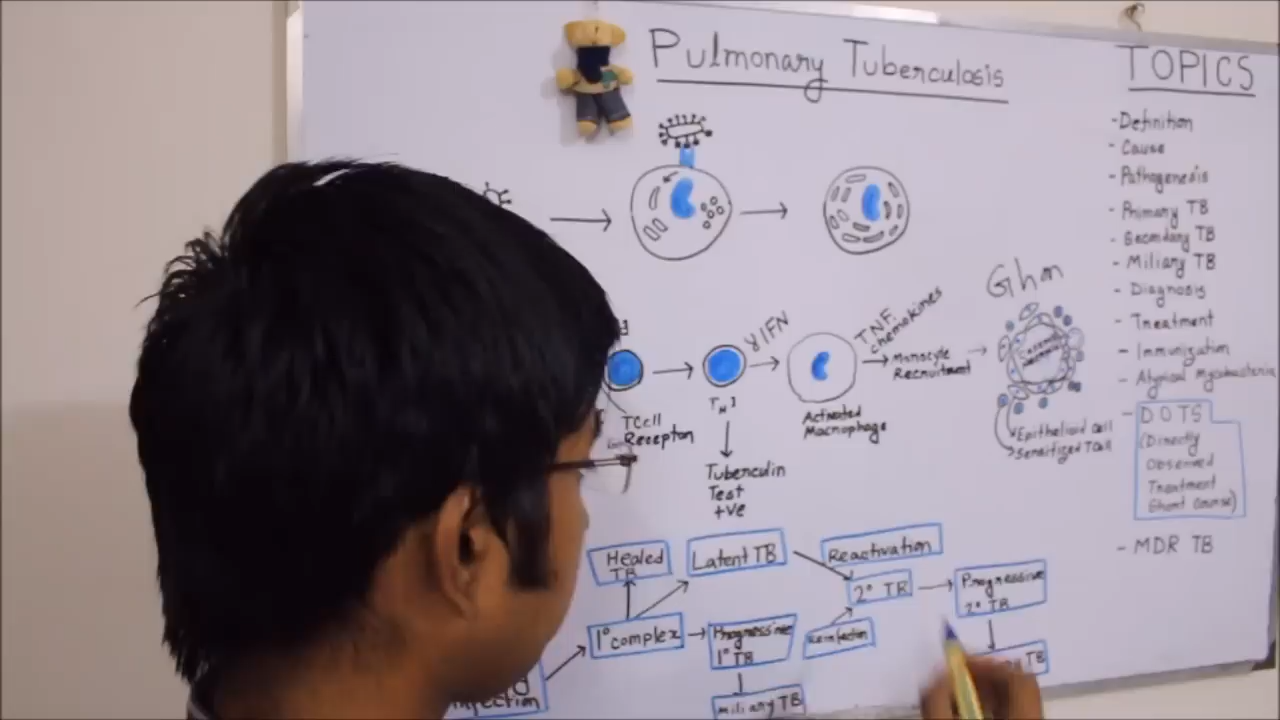 Pulmonary Tuberculosis
TOPICS
- Definition
- Cause
- Pathogenesis
- Primary TB
- Secondary TB
- Miliary TB
- Diagnosis
- Treatment
- Immunization
- Atypical Mycobacteria
- DOTS
(Directly
Observed
Treatment
Short Course)
- MDR TB
Ghon
γIFN
TNF
chemokines
Monocyte
Recruitment
TCell
Receptor
TH1
Activated
Macrophage
Epithelioid cell
Sensitized TCell
Tuberculin
Test
+ve
Healed
TB
Latent TB
Reactivation
2° TB
Progressive
2° TB
1° complex
Progressive
1° TB
Reinfection
TB
miliary TB